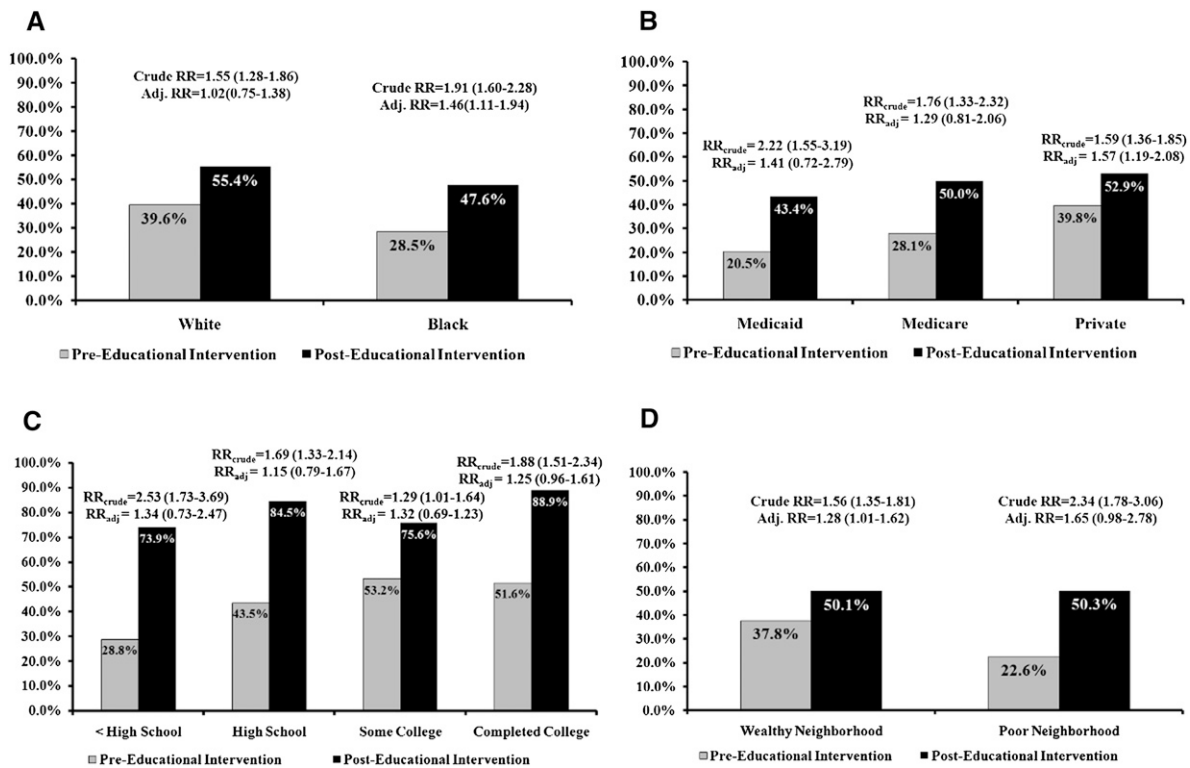 A
100.0%
90.0%
80.0%
70.0%
60.0%
50.0%
40.0%
30.0%
20.0%
10.0%
0.0%
Crude RR=1.55 (1.28-1.86)
Adj. RR=1.02(0.75-1.38)
Crude RR=1.91 (1.60-2.28)
Adj. RR=1.46(1.11-1.94)
39.6%
55.4%
28.5%
47.6%
White
Black
Pre-Educational Intervention
Post-Educational Intervention
B
100.0%
90.0%
80.0%
70.0%
60.0%
50.0%
40.0%
30.0%
20.0%
10.0%
0.0%
RRcrude= 2.22 (1.55-3.19)
RRadj = 1.41 (0.72-2.79)
RRcrude=1.76 (1.33-2.32)
RRadj = 1.29 (0.81-2.06)
RRcrude=1.59 (1.36-1.85)
RRadj = 1.57 (1.19-2.08)
20.5%
43.4%
28.1%
50.0%
39.8%
52.9%
Medicaid
Medicare
Private
Pre-Educational Intervention
Post-Educational Intervention
C
100.0%
90.0%
80.0%
70.0%
60.0%
50.0%
40.0%
30.0%
20.0%
10.0%
0.0%
RRcrude=2.53 (1.73-3.69)
RRadj = 1.34 (0.73-2.47)
RRcrude=1.69 (1.33-2.14)
RRadj = 1.15 (0.79-1.67)
RRcrude=1.29 (1.01-1.64)
RRadj = 1.32 (0.69-1.23)
RRcrude=1.88 (1.51-2.34)
RRadj = 1.25 (0.96-1.61)
28.8%
73.9%
43.5%
84.5%
53.2%
75.6%
51.6%
88.9%
< High School
High School
Some College
Completed College
Pre-Educational Intervention
Post-Educational Intervention
D
100.0%
90.0%
80.0%
70.0%
60.0%
50.0%
40.0%
30.0%
20.0%
10.0%
0.0%
Crude RR=1.56 (1.35-1.81)
Adj. RR=1.28 (1.01-1.62)
Crude RR=2.34 (1.78-3.06)
Adj. RR=1.65 (0.98-2.78)
37.8%
50.1%
22.6%
50.3%
Wealthy Neighborhood
Poor Neighborhood
Pre-Educational Intervention
Post-Educational Intervention